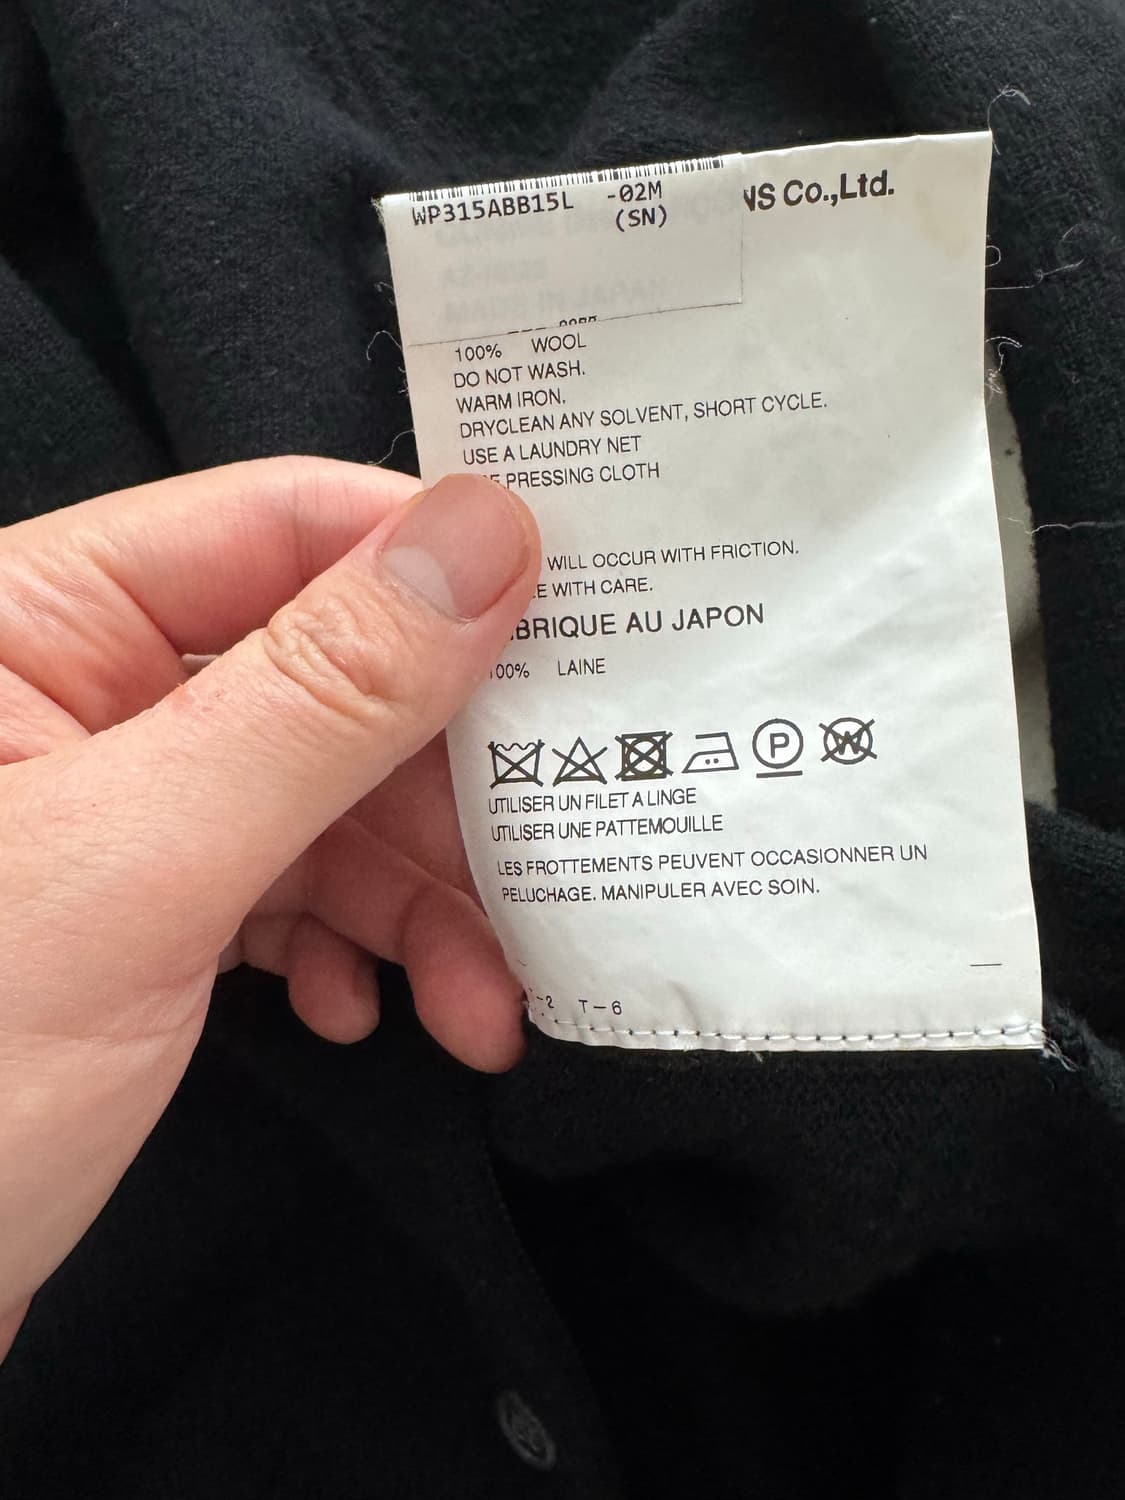 WP315ABB15L -02M
(SN)
NS Co.,Ltd.
100% WOOL
DO NOT WASH.
WARM IRON.
DRYCLEAN ANY SOLVENT, SHORT CYCLE.
USE A LAUNDRY NET
PRESSING CLOTH
WILL OCCUR WITH FRICTION.
WITH CARE.
BRIQUE AU JAPON
100% LAINE
P W
UTILISER UN FILET A LINGE
UTILISER UNE PATTEMOUILLE
LES FROTTEMENTS PEUVENT OCCASIONNER UN
PELUCHAGE. MANIPULER AVEC SOIN.
-2 T-6